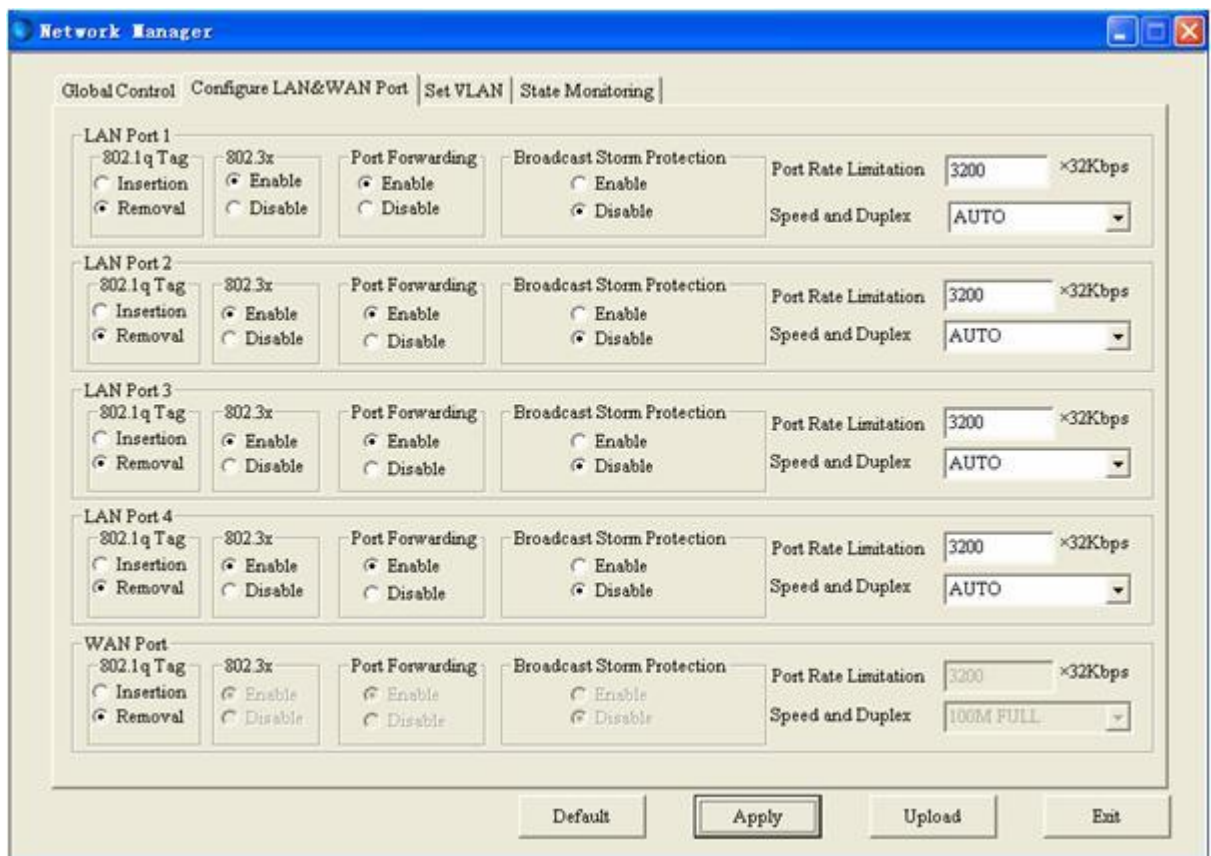 Network Manager
Global Control Configure LAN&WAN Port Set VLAN State Monitoring
LAN Port 1
802.1q Tag 802.3x Port Forwarding Broadcast Storm Protection
Port Rate Limitation 3200 ×32Kbps
Insertion Enable Enable Enable
Removal Disable Disable Disable
Speed and Duplex AUTO
LAN Port 2
802.1q Tag 802.3x Port Forwarding Broadcast Storm Protection
Port Rate Limitation 3200 ×32Kbps
Insertion Enable Enable Enable
Removal Disable Disable Disable
Speed and Duplex AUTO
LAN Port 3
802.1q Tag 802.3x Port Forwarding Broadcast Storm Protection
Port Rate Limitation 3200 ×32Kbps
Insertion Enable Enable Enable
Removal Disable Disable Disable
Speed and Duplex AUTO
LAN Port 4
802.1q Tag 802.3x Port Forwarding Broadcast Storm Protection
Port Rate Limitation 3200 ×32Kbps
Insertion Enable Enable Enable
Removal Disable Disable Disable
Speed and Duplex AUTO
WAN Port
802.1q Tag 802.3x Port Forwarding Broadcast Storm Protection
Port Rate Limitation 3200 ×32Kbps
Insertion Enable Enable Enable
Removal Disable Disable Disable
Speed and Duplex 100M FULL
Default Apply Upload Exit